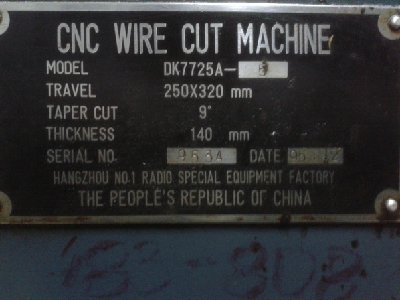 CNC WIRE CUT MACHINE
MODEL DK7725A-
TRAVEL 250X320 mm
TAPER CUT 9°
THICKNESS 140 mm
SERIAL NO. 9534 DATE
HANGZHOU NO.1 RADIO SPECIAL EQUIPMENT FACTORY
THE PEOPLE'S REPUBLIC OF CHINA